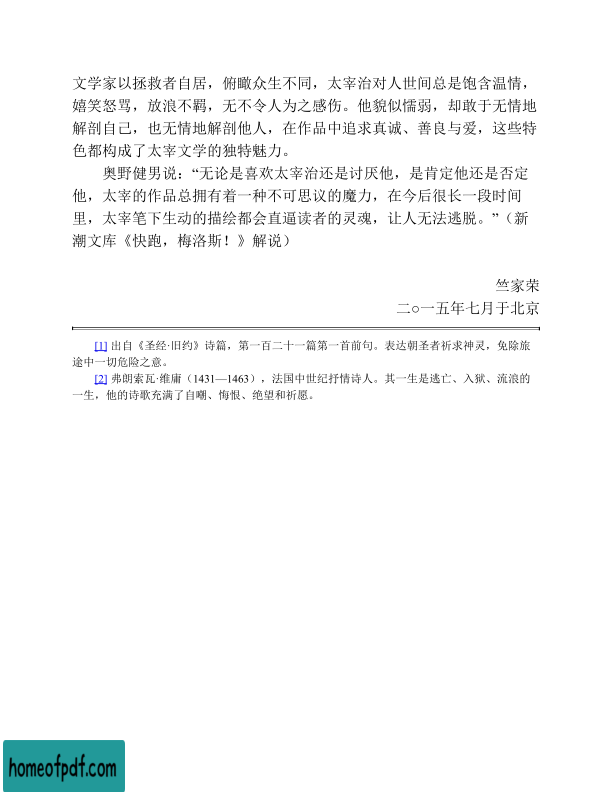 文学家以拯救者自居，俯瞰众生不同，太宰治对人世间总是饱含温情，
嬉笑怒骂，放浪不羁，无不令人为之感伤。他貌似懦弱，却敢于无情地
解剖自己，也无情地解剖他人，在作品中追求真诚、善良与爱，这些特
色都构成了太宰文学的独特魅力。
奥野健男说：“无论是喜欢太宰治还是讨厌他，是肯定他还是否定
他，太宰的作品总拥有着一种不可思议的魔力，在今后很长一段时间
里，太宰笔下生动的描绘都会直逼读者的灵魂，让人无法逃脱。”（新
潮文库《快跑，梅洛斯！》解说）
竺家荣
二○一五年七月于北京
[1] 出自《圣经·旧约》诗篇，第一百二十一篇第一首前句。表达朝圣者祈求神灵，免除旅
途中一切危险之意。
[2] 弗朗索瓦·维庸（1431—1463），法国中世纪抒情诗人。其一生是逃亡、入狱、流浪的
一生，他的诗歌充满了自嘲、悔恨、绝望和祈愿。
homeofpdf.com